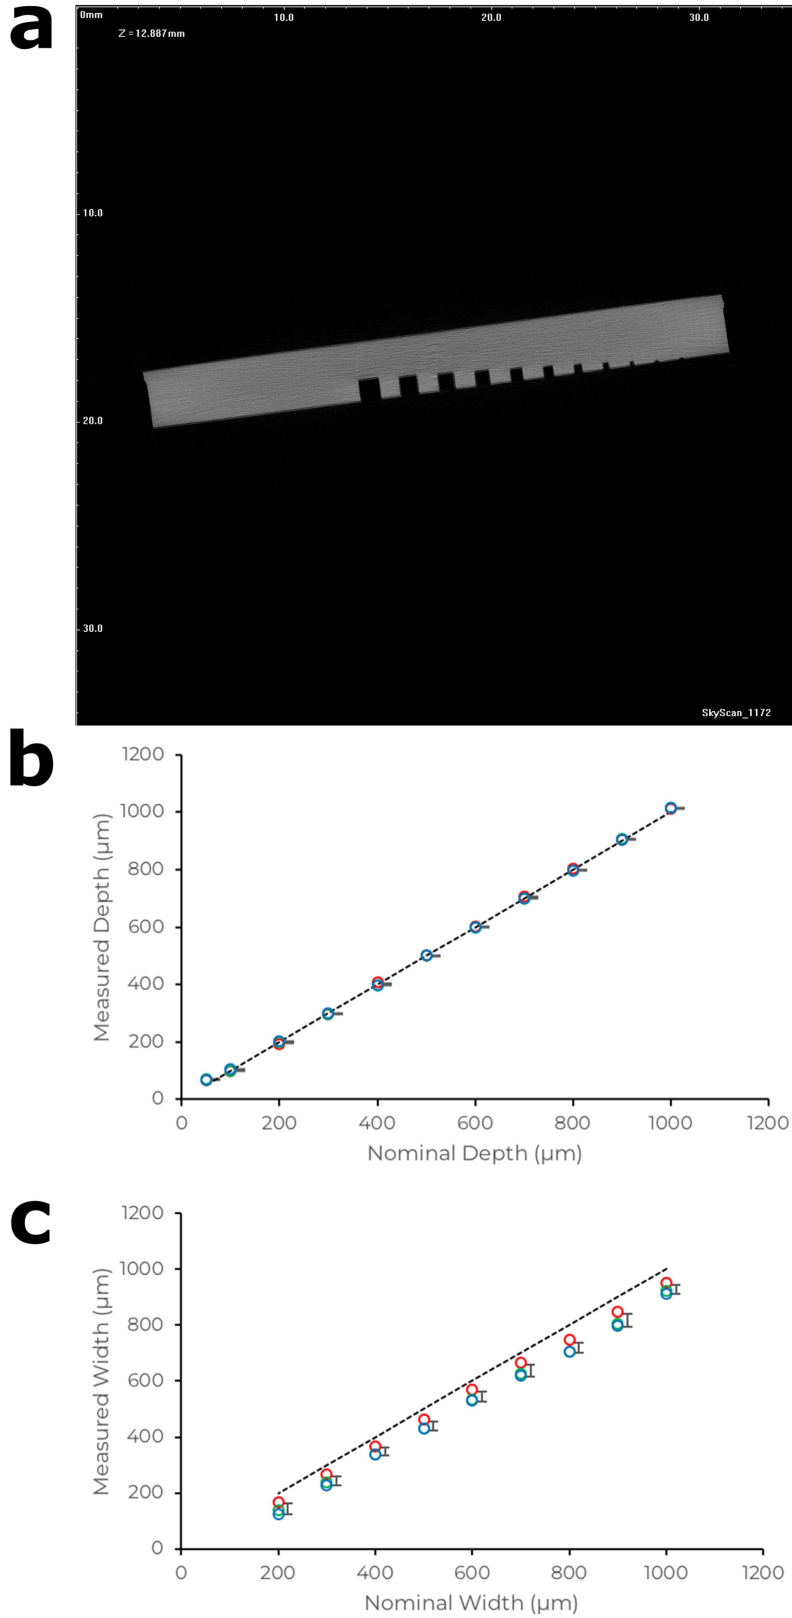 a
0mm 10.0 20.0 30.0
Z = 12.887mm
10.0
20.0
30.0
SkyScan_1172
b
1200
1000
800
600
400
200
0
Measured Depth (µm)
0 200 400 600 800 1000 1200
Nominal Depth (µm)
c
1200
1000
800
600
400
200
0
Measured Width (µm)
0 200 400 600 800 1000 1200
Nominal Width (µm)